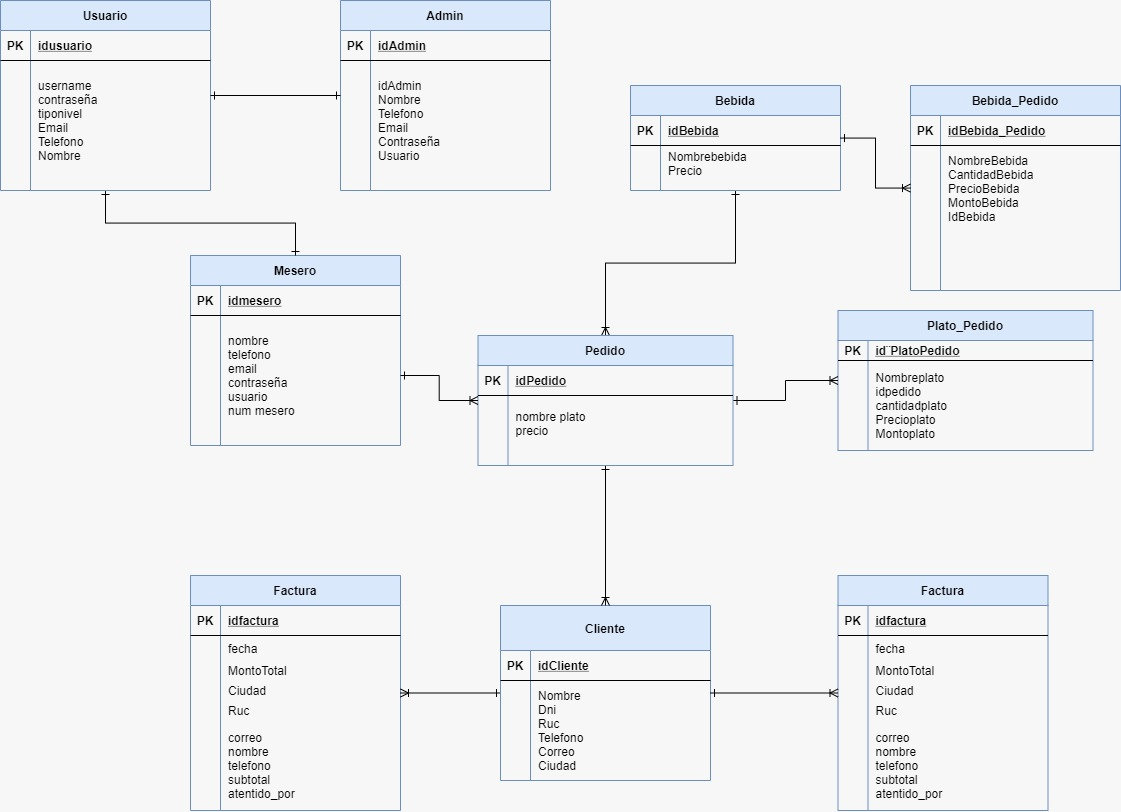 Usuario
PK idusuario
username
contraseña
tiponivel
Email
Telefono
Nombre
Admin
PK idAdmin
idAdmin
Nombre
Telefono
Email
Contraseña
Usuario
Bebida
PK idBebida
Nombrebebida
Precio
Bebida_Pedido
PK idBebida_Pedido
NombreBebida
CantidadBebida
PrecioBebida
MontoBebida
IdBebida
Mesero
PK idmesero
nombre
telefono
email
contraseña
usuario
num mesero
Pedido
PK idPedido
nombre plato
precio
Plato_Pedido
PK id¨PlatoPedido
Nombreplato
idpedido
cantidadplato
Precioplato
Montoplato
Factura
PK idfactura
fecha
MontoTotal
Ciudad
Ruc
correo
nombre
telefono
subtotal
atentido_por
Cliente
PK idCliente
Nombre
Dni
Ruc
Telefono
Correo
Ciudad
Factura
PK idfactura
fecha
MontoTotal
Ciudad
Ruc
correo
nombre
telefono
subtotal
atentido_por